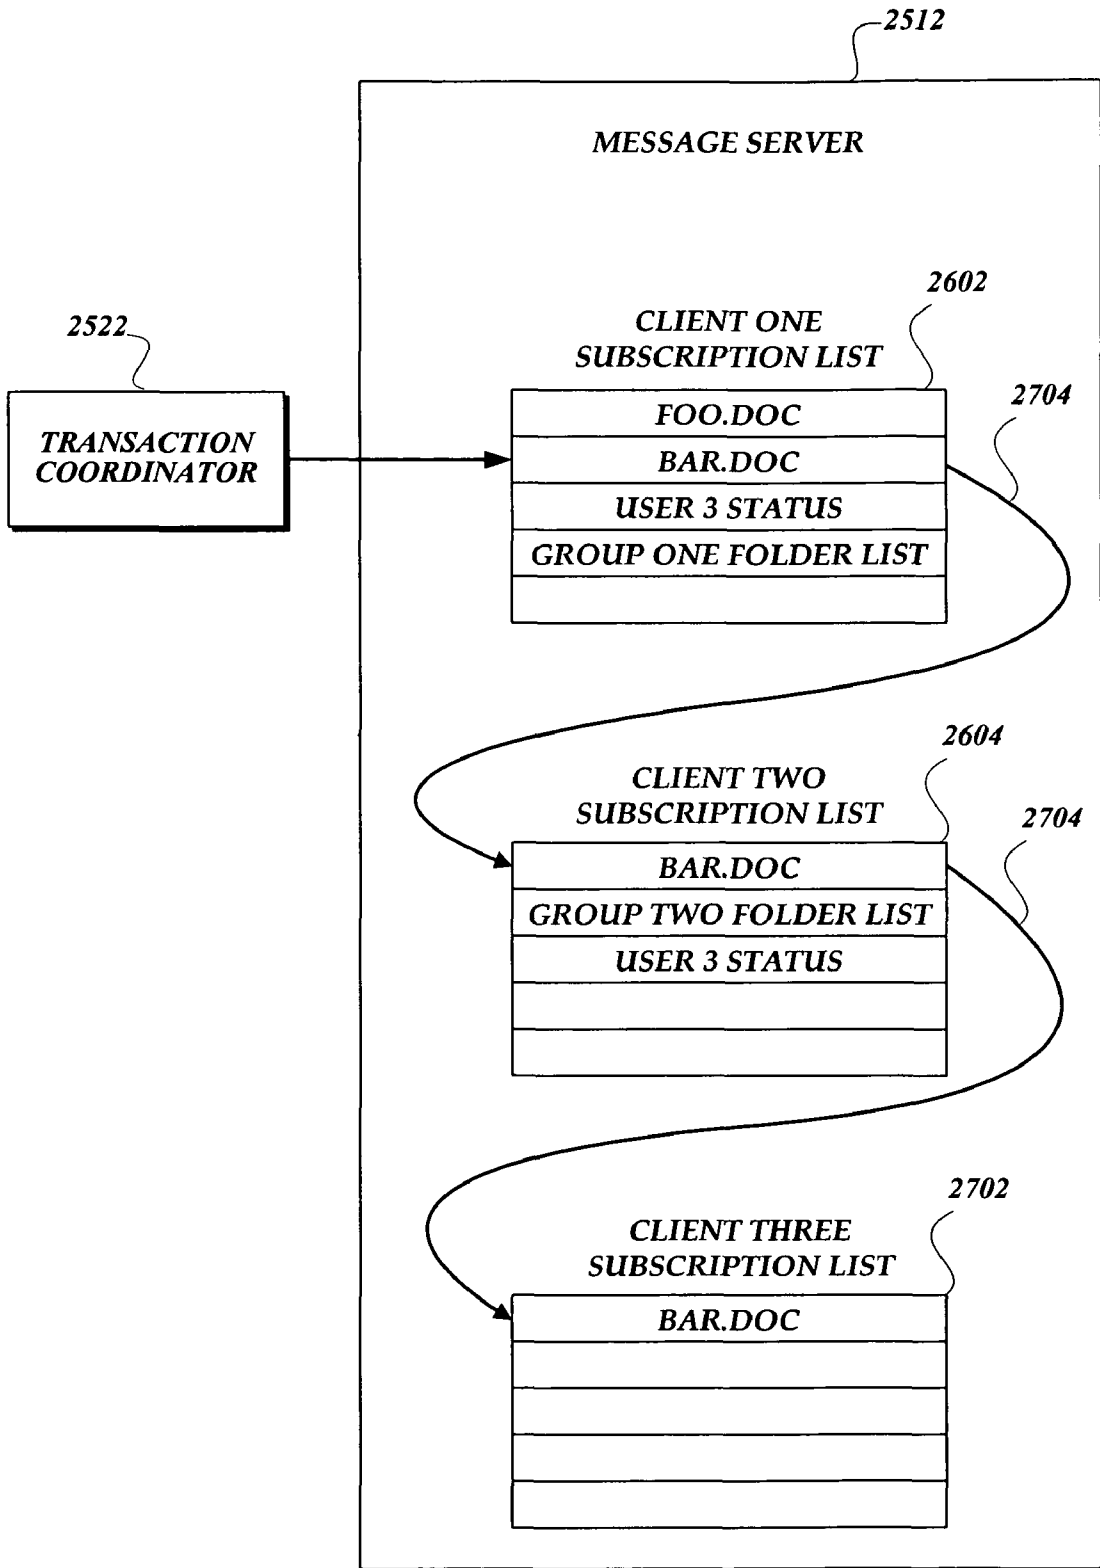 2512
MESSAGE SERVER
2602
CLIENT ONE
SUBSCRIPTION LIST
2522
2704
FOO.DOC
TRANSACTION
COORDINATOR
BAR.DOC
USER 3 STATUS
GROUP ONE FOLDER LIST
2604
CLIENT TWO
SUBSCRIPTION LIST
2704
BAR.DOC
GROUP TWO FOLDER LIST
USER 3 STATUS
2702
CLIENT THREE
SUBSCRIPTION LIST
BAR.DOC